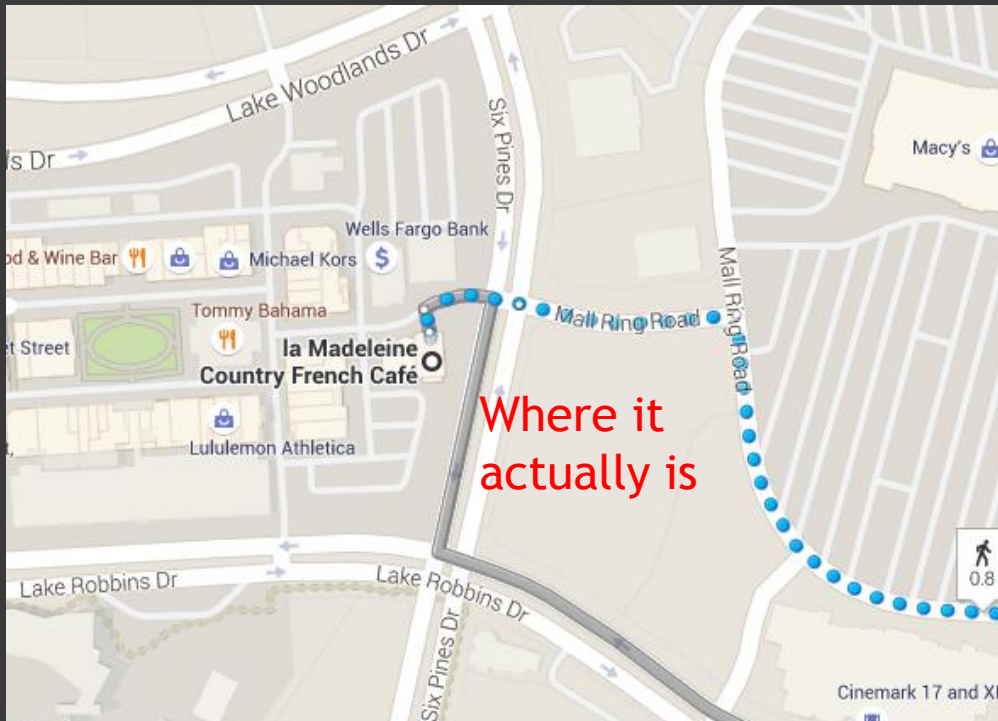 Lake Woodlands Dr
s Dr
Six Pines Dr
Macy's
Wells Fargo Bank
$
od & Wine Bar
Michael Kors
Mall Ring Road
Tommy Bahama
Mall Ring Road
t Street
la Madeleine
Country French Café
Where it
actually is
Lululemon Athletica
0.8
Lake Robbins Dr
Lake Robbins Dr
Six Pines Dr
Cinemark 17 and XI